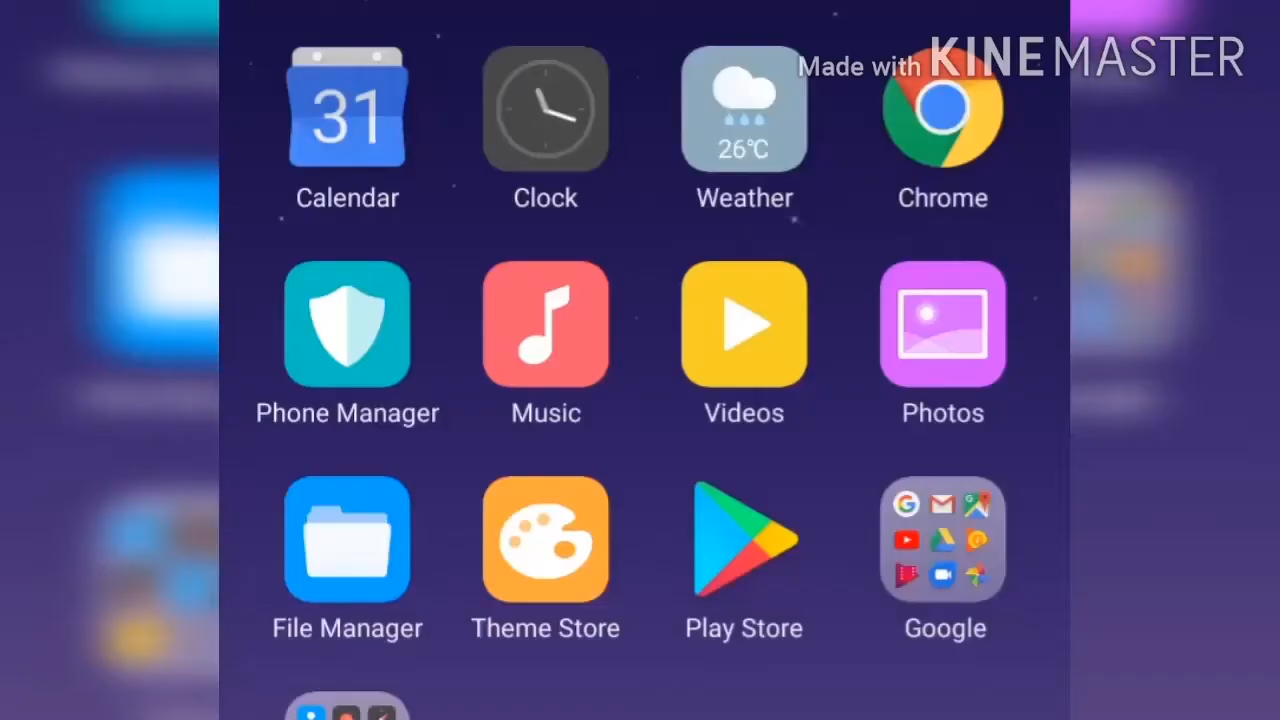 Made with KINEMASTER
31
26℃
Calendar Clock Weather Chrome
Phone Manager Music Videos Photos
File Manager Theme Store Play Store Google